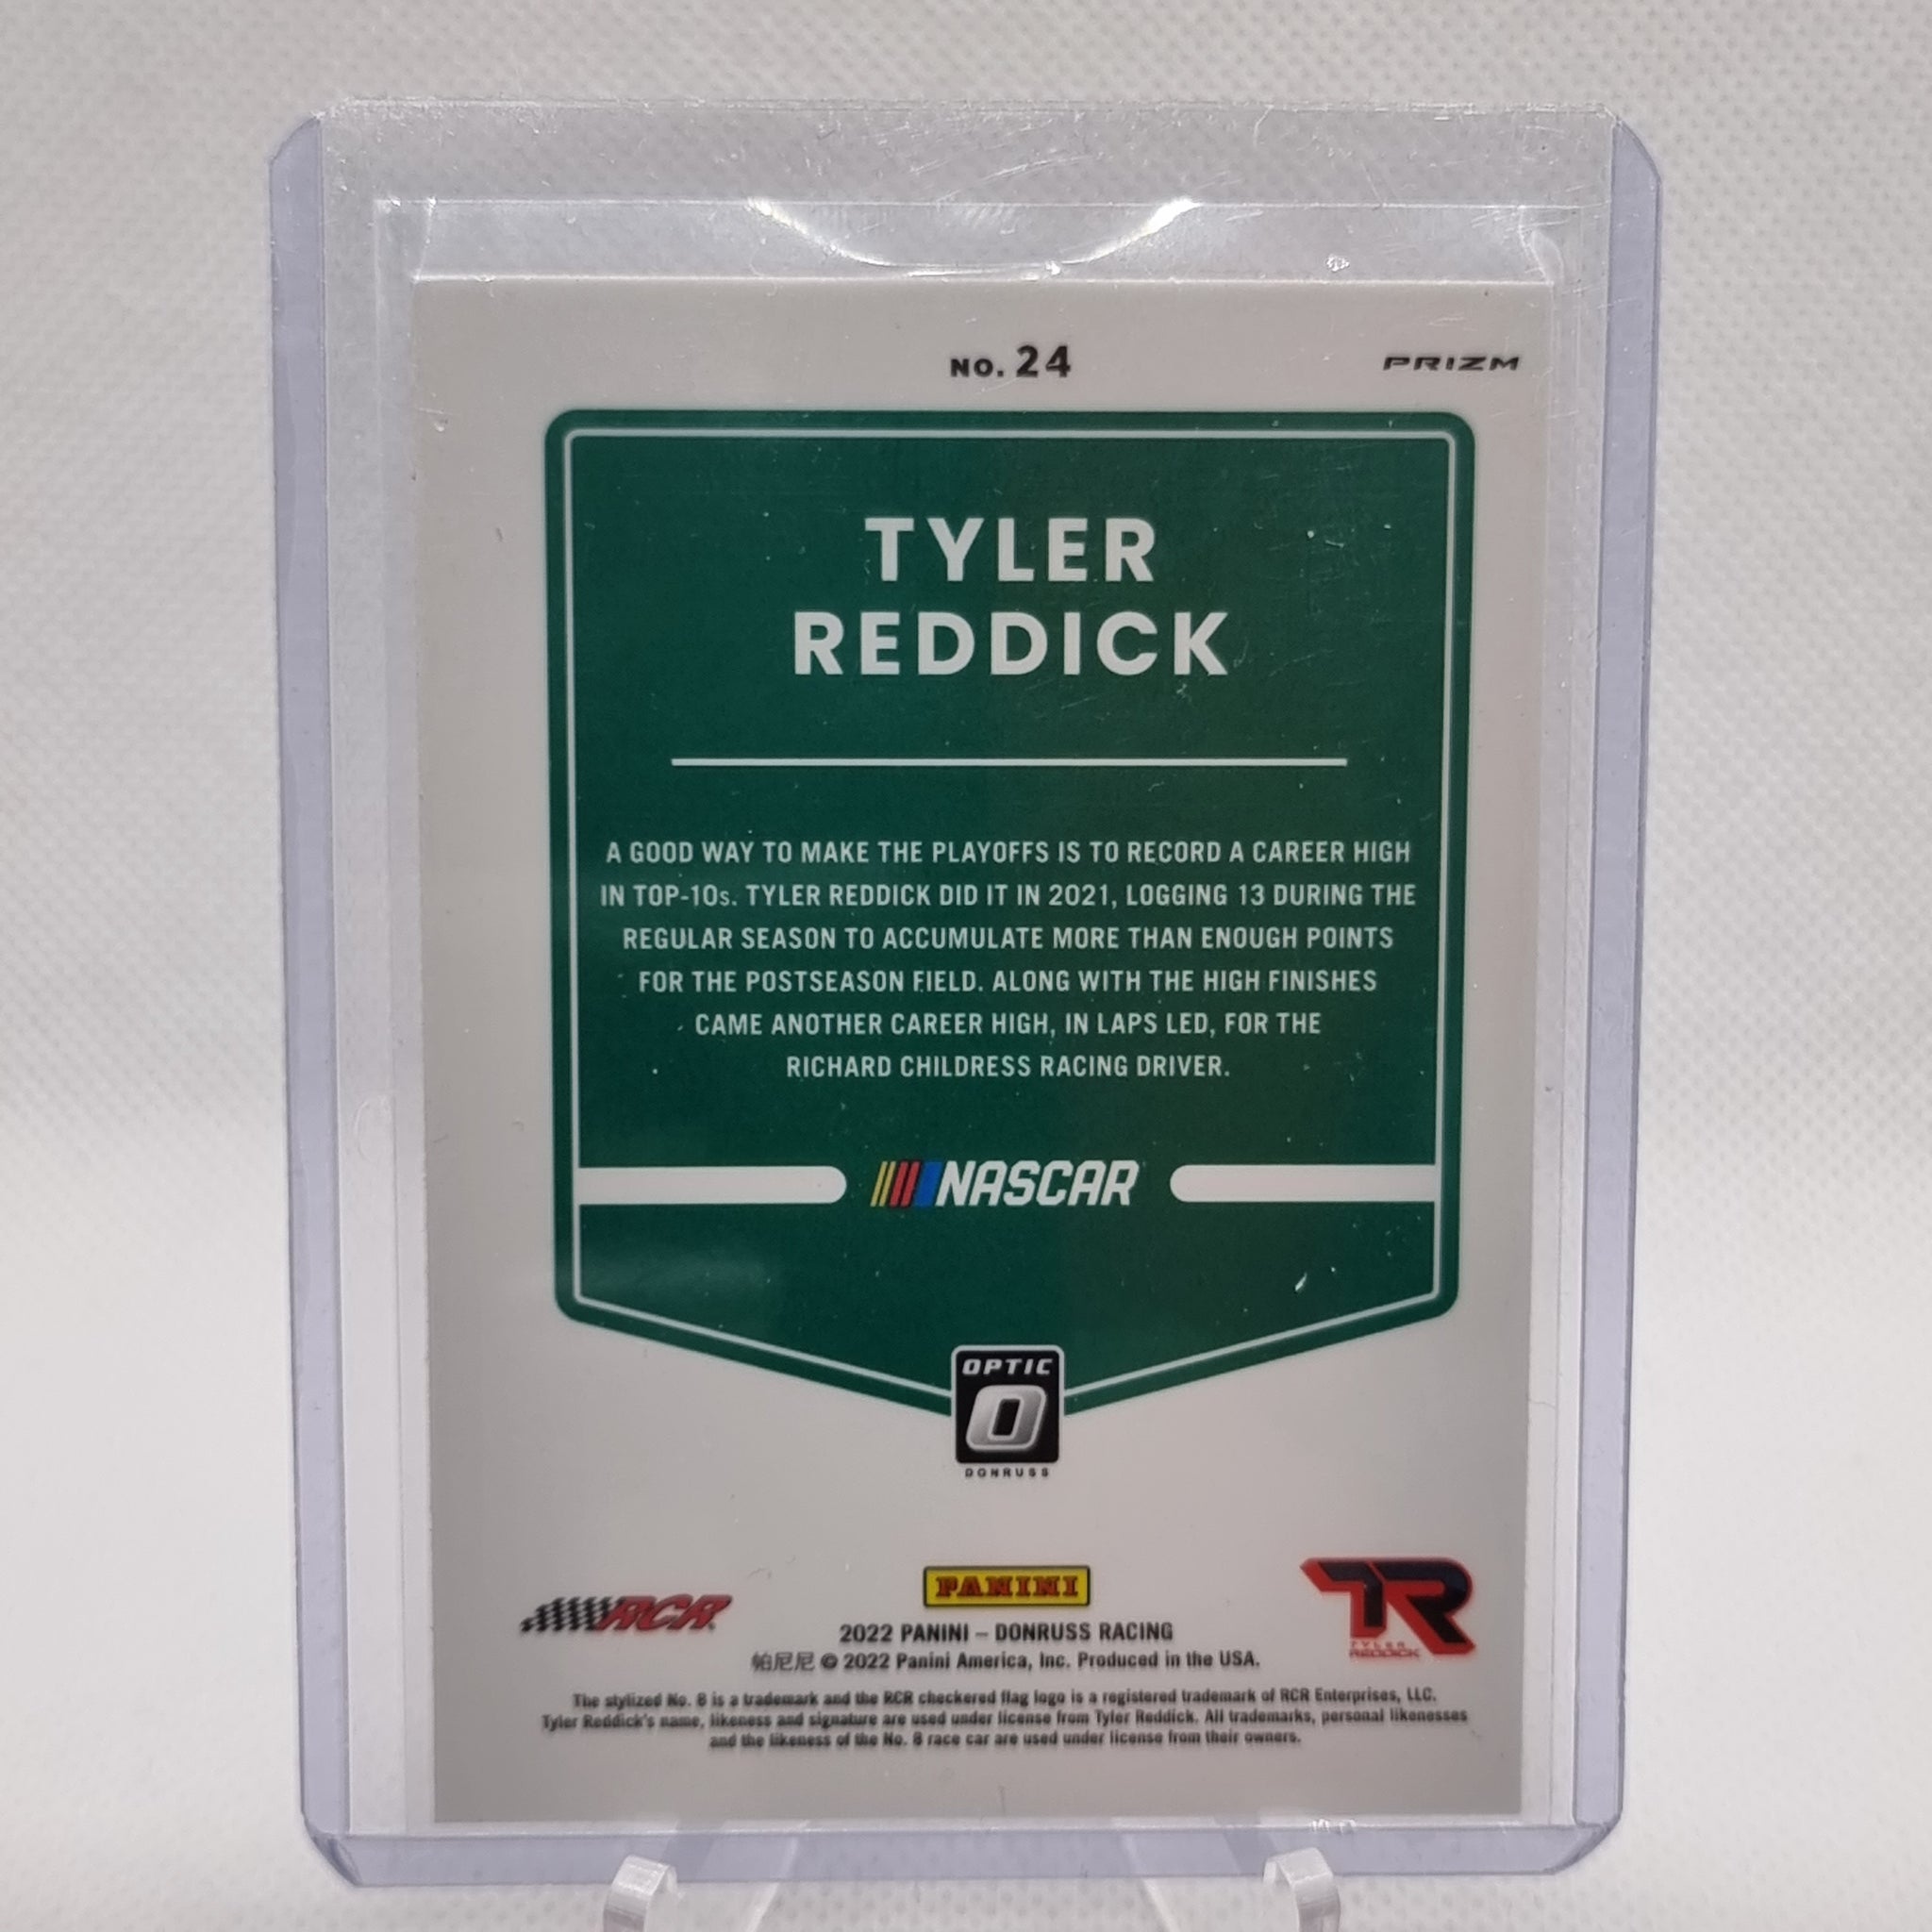 NO. 24
PRIZM
TYLER
REDDICK
A GOOD WAY TO MAKE THE PLAYOFFS IS TO RECORD A CAREER HIGH
IN TOP-10s. TYLER REDDICK DID IT IN 2021, LOGGING 13 DURING THE
REGULAR SEASON TO ACCUMULATE MORE THAN ENOUGH POINTS
FOR THE POSTSEASON FIELD. ALONG WITH THE HIGH FINISHES
CAME ANOTHER CAREER HIGH, IN LAPS LED, FOR THE
RICHARD CHILDRESS RACING DRIVER.
NASCAR
OPTIC
O
DONRUSS
RCR
PANINI
TR
TYLER
REDDICK
2022 PANINI – DONRUSS RACING
帕尼尼 © 2022 Panini America, Inc. Produced in the USA.
The stylized No. 8 is a trademark and the RCR checkered flag logo is a registered trademark of RCR Enterprises, LLC.
Tyler Reddick's name, likeness and signature are used under license from Tyler Reddick. All trademarks, personal likenesses
and the likeness of the No. 8 race car are used under license from their owners.